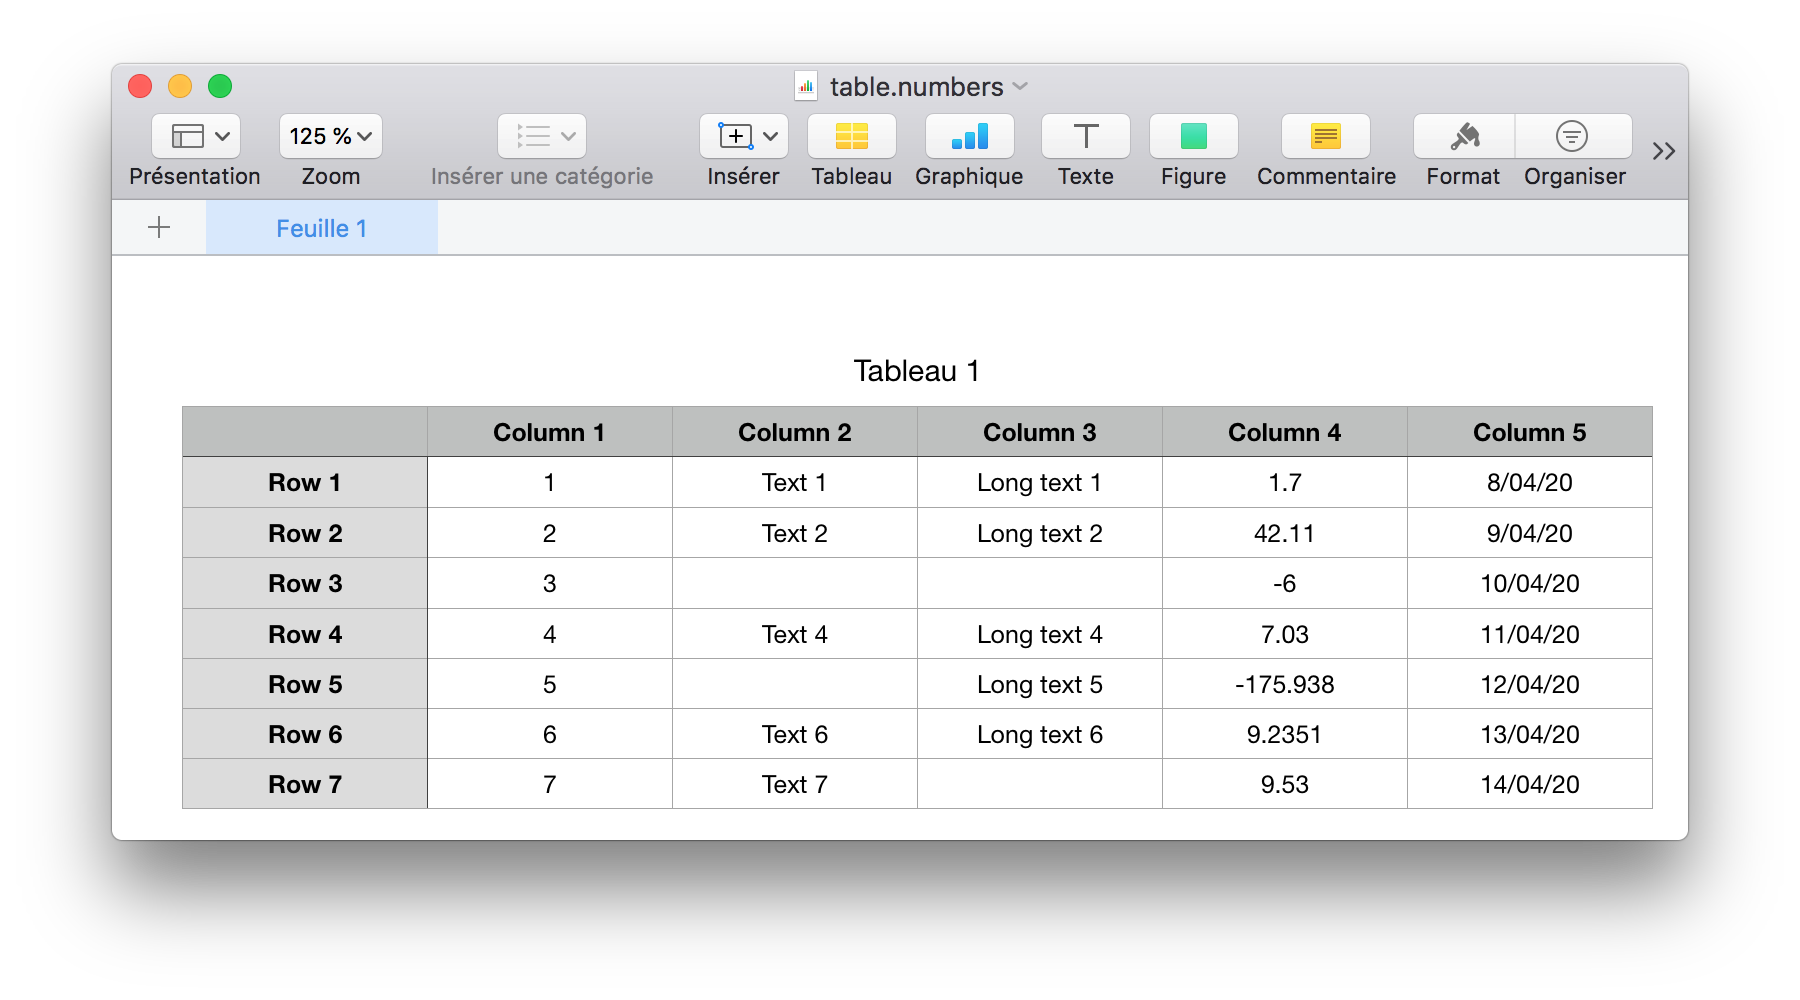 table.numbers
125 %
Présentation Zoom Insérer une catégorie Insérer Tableau Graphique Texte Figure Commentaire Format Organiser
Feuille 1
Tableau 1
Column 1 Column 2 Column 3 Column 4 Column 5
Row 1 1 Text 1 Long text 1 1.7 8/04/20
Row 2 2 Text 2 Long text 2 42.11 9/04/20
Row 3 3 -6 10/04/20
Row 4 4 Text 4 Long text 4 7.03 11/04/20
Row 5 5 Long text 5 -175.938 12/04/20
Row 6 6 Text 6 Long text 6 9.2351 13/04/20
Row 7 7 Text 7 9.53 14/04/20